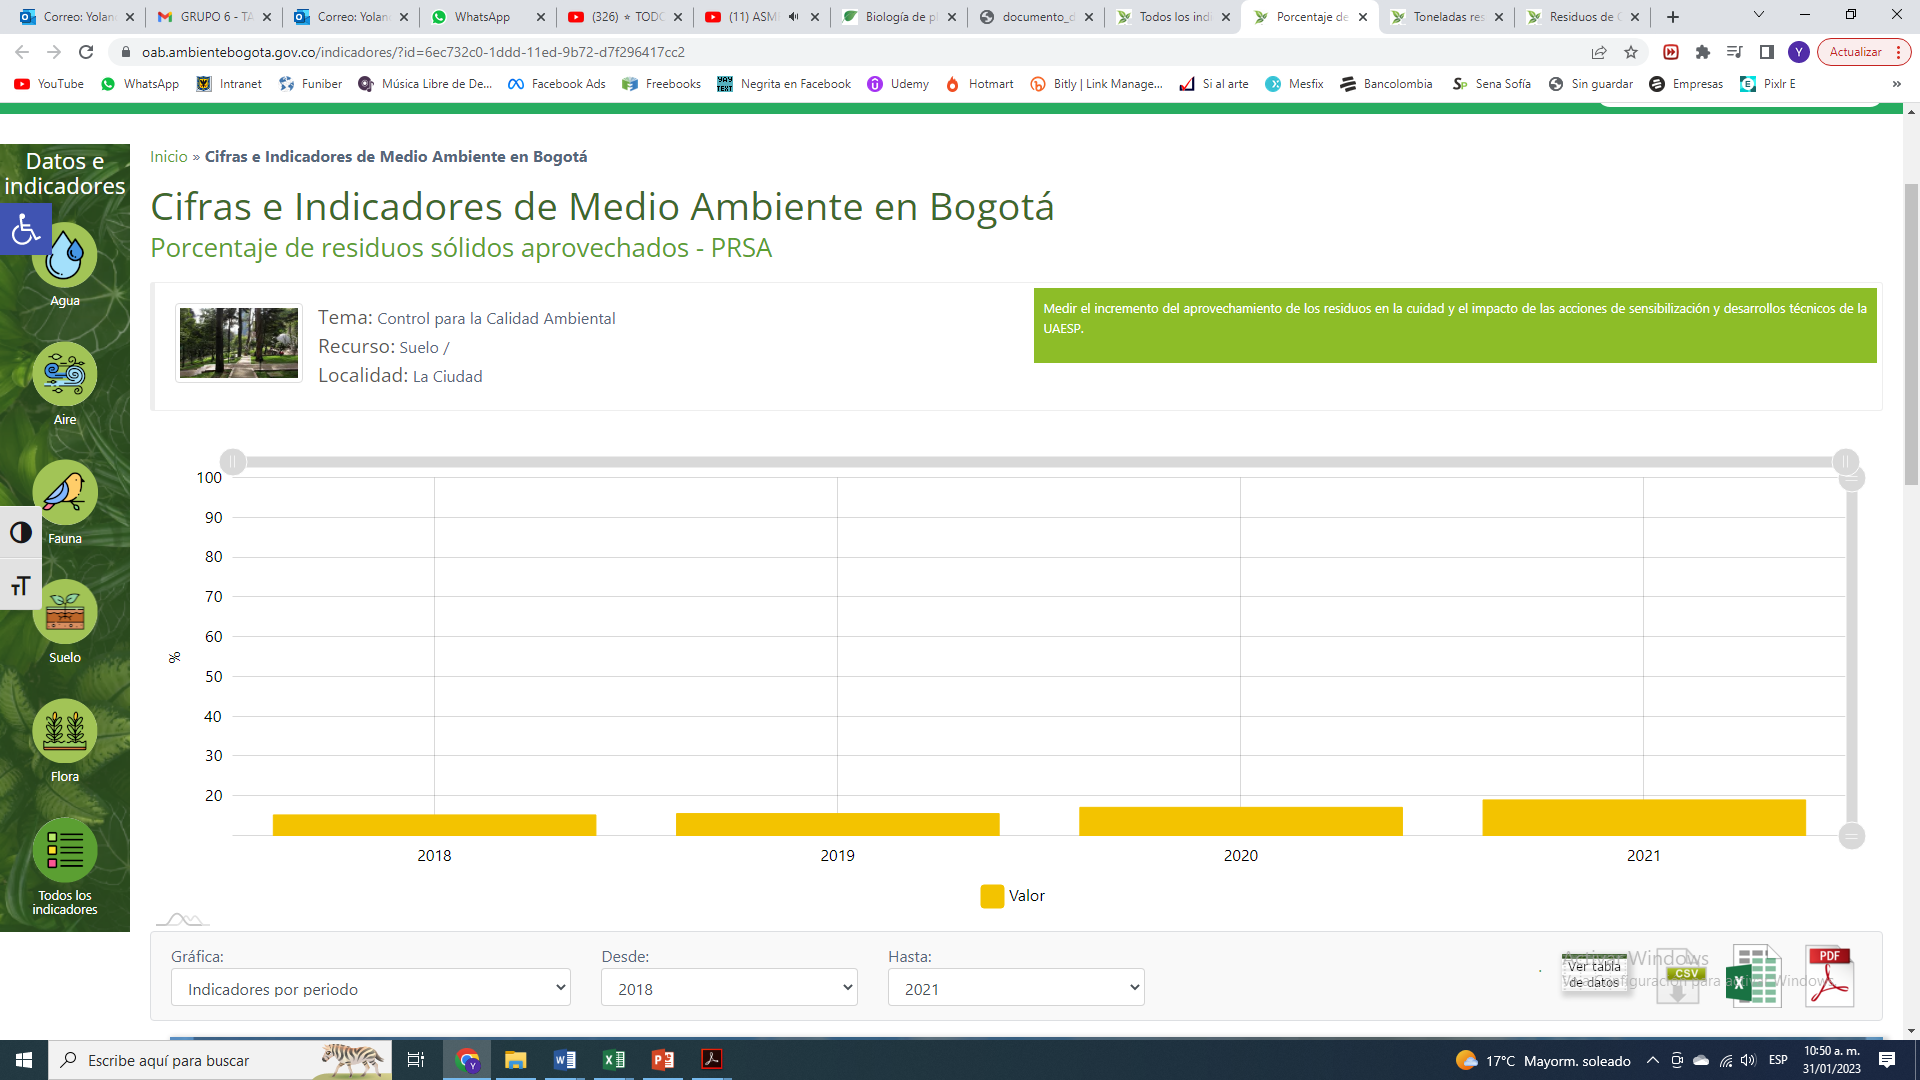 Correo: Yolan
GRUPO 6 - TA
Correo: Yolan
WhatsApp
(326) ⭐ TODO
(11) ASM
Biología de pl
documento_d
Todos los indi
Porcentaje de
Toneladas res
Residuos de C
oab.ambientebogota.gov.co/indicadores/?id=6ec732c0-1ddd-11ed-9b72-d7f296417cc2
Y
Actualizar
YouTube
WhatsApp
Intranet
Funiber
Música Libre de De...
Facebook Ads
Freebooks
Negrita en Facebook
Udemy
Hotmart
Bitly | Link Manage...
Si al arte
Mesfix
Bancolombia
Sena Sofía
Sin guardar
Empresas
Pixlr E
»
Datos e
indicadores
Agua
Aire
Fauna
Suelo
Flora
Todos los
indicadores
Inicio » Cifras e Indicadores de Medio Ambiente en Bogotá
Cifras e Indicadores de Medio Ambiente en Bogotá
Porcentaje de residuos sólidos aprovechados - PRSA
Tema: Control para la Calidad Ambiental
Recurso: Suelo /
Localidad: La Ciudad
Medir el incremento del aprovechamiento de los residuos en la cuidad y el impacto de las acciones de sensibilización y desarrollos técnicos de la
UAESP.
100
90
80
70
60
50
40
30
20
%
2018
2019
2020
2021
Valor
Gráfica:
Indicadores por periodo
Desde:
2018
Hasta:
2021
Ver tabla
de datos
CSV
X
PDF
Activar Windows
Escribe aquí para buscar
17°C Mayorm. soleado
ESP
10:50 a. m.
31/01/2023